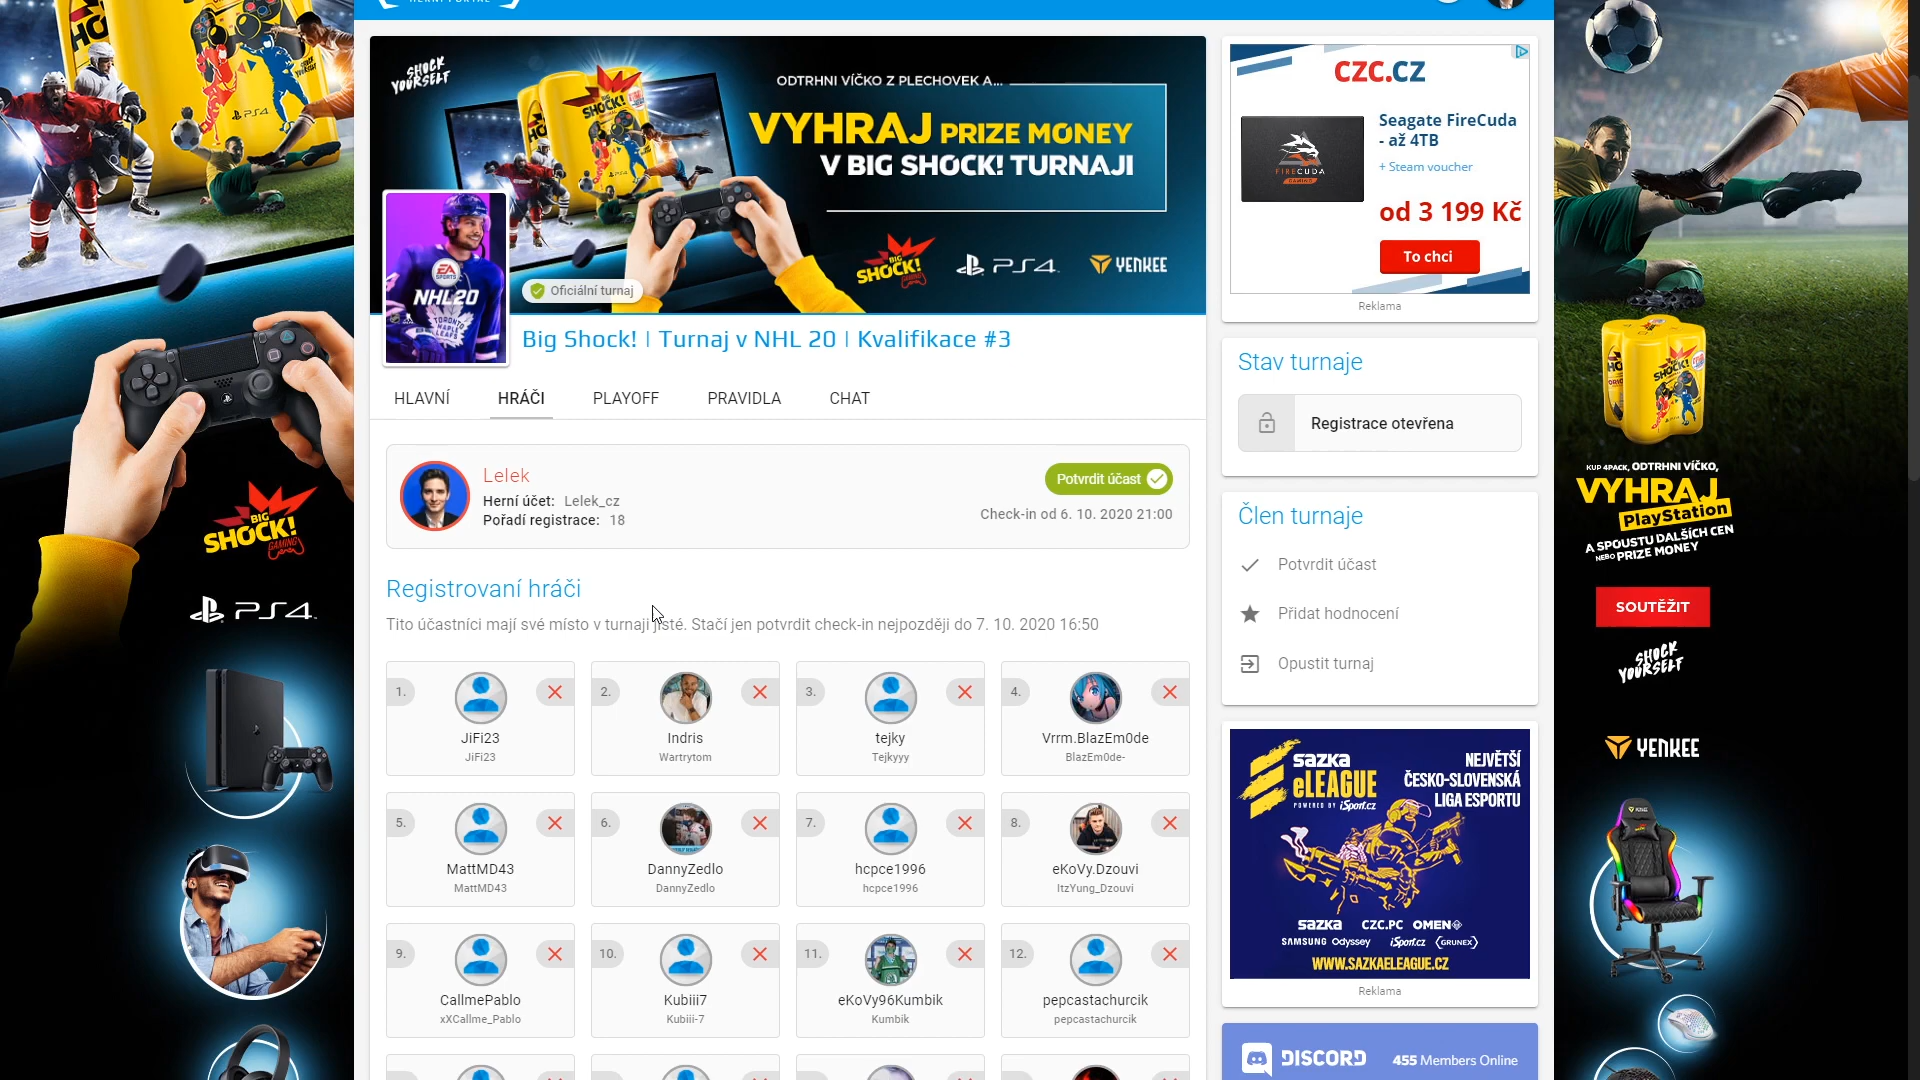 SHOCK YOURSELF
ODTRHNI VÍČKO Z PLECHOVEK A...
VYHRAJ PRIZE MONEY
V BIG SHOCK! TURNAJI
BIG SHOCK!
PS4
YENKEE
EA SPORTS
NHL20
Oficiální turnaj
Big Shock! | Turnaj v NHL 20 | Kvalifikace #3
HLAVNÍ
HRÁČI
PLAYOFF
PRAVIDLA
CHAT
Lelek
Herní účet: Lelek_cz
Pořadí registrace: 18
Potvrdit účast
Check-in od 6. 10. 2020 21:00
Registrovaní hráči
Tito účastníci mají své místo v turnaji jisté. Stačí jen potvrdit check-in nejpozději do 7. 10. 2020 16:50
1.
JiFi23
JiFi23
2.
Indris
Wartrytom
3.
tejky
Tejkyyy
4.
Vrrm.BlazEm0de
BlazEm0de-
5.
MattMD43
MattMD43
6.
DannyZedlo
DannyZedlo
7.
hcpce1996
hcpce1996
8.
eKoVy.Dzouvi
ItzYung_Dzouvi
9.
CallmePablo
xXCallme_Pablo
10.
Kubiii7
Kubiii-7
11.
eKoVy96Kumbik
Kumbik
12.
pepcastachurcik
pepcastachurcik
CZC.CZ
Seagate FireCuda
- až 4TB
+ Steam voucher
FIRECUDA
GAMING
od 3 199 Kč
To chci
Reklama
Stav turnaje
Registrace otevřena
Člen turnaje
Potvrdit účast
Přidat hodnocení
Opustit turnaj
sazka
eLEAGUE
POWERED BY iSport.cz
NEJVĚTŠÍ
ČESKO-SLOVENSKÁ
LIGA ESPORTU
SAZKA CZC.PC OMEN
SAMSUNG Odyssey iSport.cz GRUNEX
WWW.SAZKAELEAGUE.CZ
Reklama
DISCORD
455 Members Online
PS4
BIG SHOCK! GAMING
PS4
KUP 4PACK, ODTRHNI VÍČKO,
VYHRAJ
PlayStation
A SPOUSTU DALŠÍCH CEN
NEBO PRIZE MONEY
SOUTĚŽIT
SHOCK YOURSELF
YENKEE